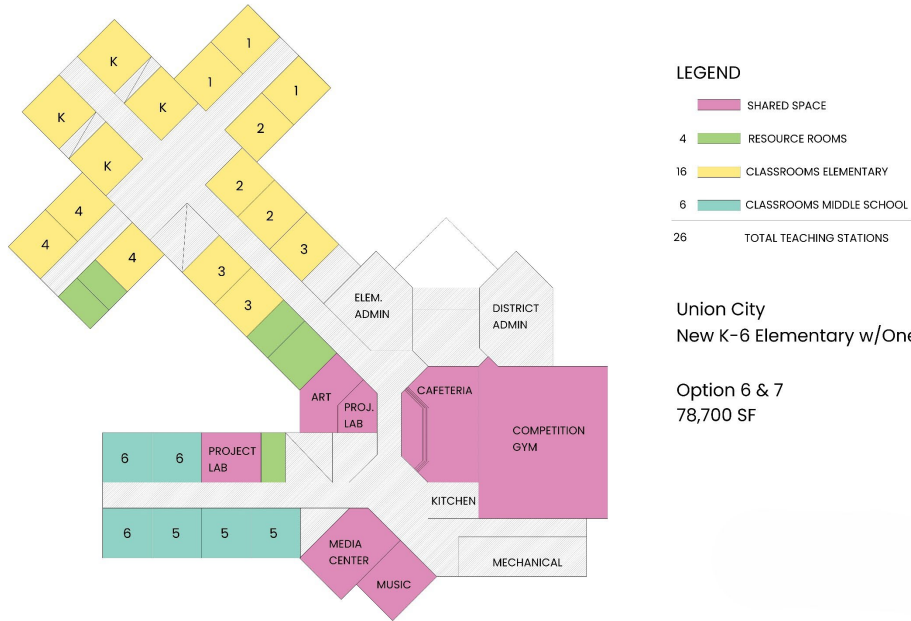 1
K
1
1
K
K
2
K
2
4
2
4
4
3
3
3
ELEM.
ADMIN
DISTRICT
ADMIN
ART
PROJ.
LAB
CAFETERIA
COMPETITION
GYM
6
6
PROJECT
LAB
KITCHEN
6
5
5
5
MEDIA
CENTER
MUSIC
MECHANICAL
LEGEND
SHARED SPACE
4 RESOURCE ROOMS
16 CLASSROOMS ELEMENTARY
6 CLASSROOMS MIDDLE SCHOOL
26 TOTAL TEACHING STATIONS
Union City
New K-6 Elementary w/One
Option 6 & 7
78,700 SF